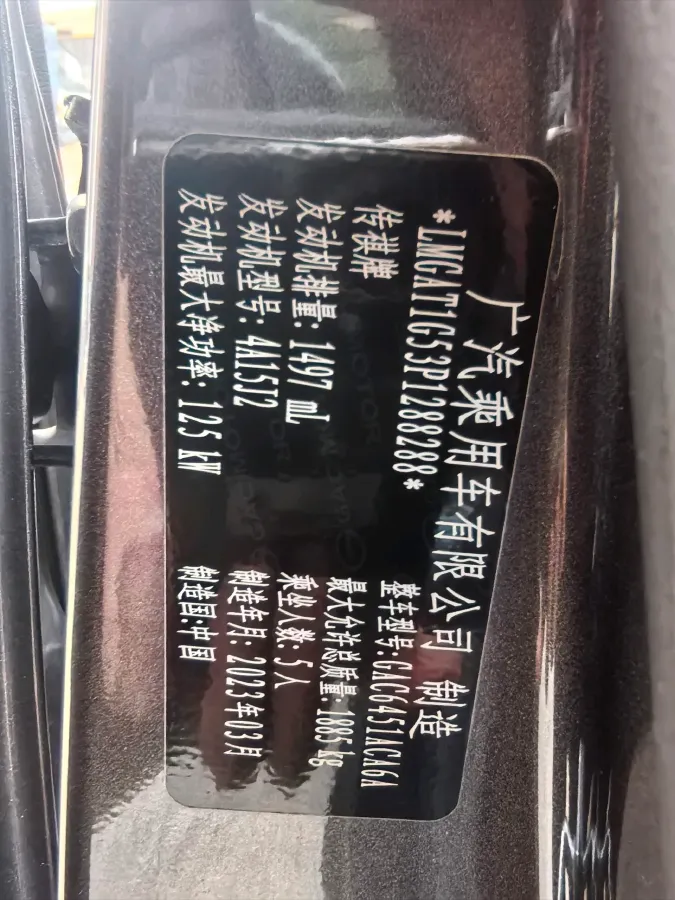 广汽乘用车有限公司 制造
*LMGAT1G53P1288288*
传祺牌
整车型号:GAC6451ACA6A
发动机排量: 1497 mL
最大允许总质量: 1885 kg
发动机型号: 4A15J2
乘坐人数: 5人
发动机最大净功率: 125 kW
制造年月: 2023年03月
制造国:中国